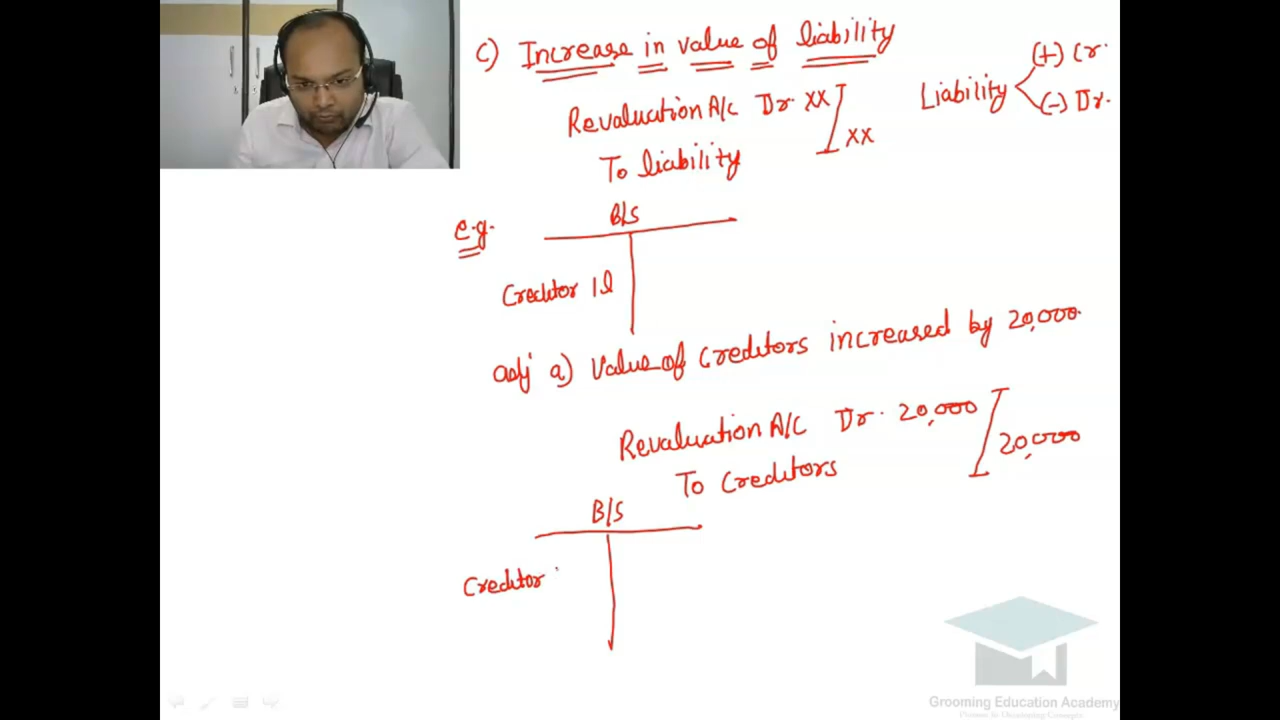 c) Increase in value of liability
Liability
(+) Cr.
(-) Dr.
Revaluation A/c Dr. xx
To liability xx
e.g.
B/S
Creditor 1l
adj a) Value of creditors increased by 20,000
Revaluation A/c Dr. 20,000
To Creditors 20,000
B/S
Creditor
Grooming Education Academy